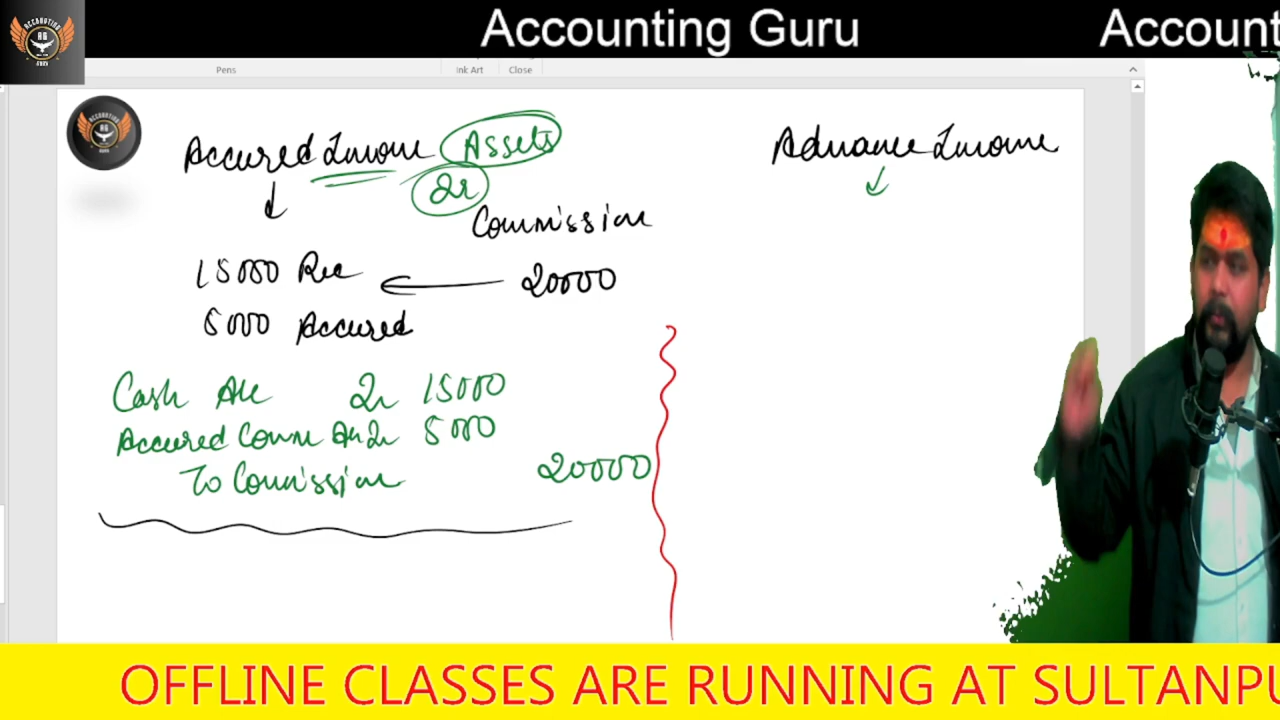 Accounting Guru
Account
Pens
Ink Art
Close
Accured Income Assets
Dr
Commission
15000 Rec
20000
5000 Accured
Cash A/c Dr 15000
Accured Comm A/c Dr 5000
To Commission 20000
Advance Income
OFFLINE CLASSES ARE RUNNING AT SULTANPU